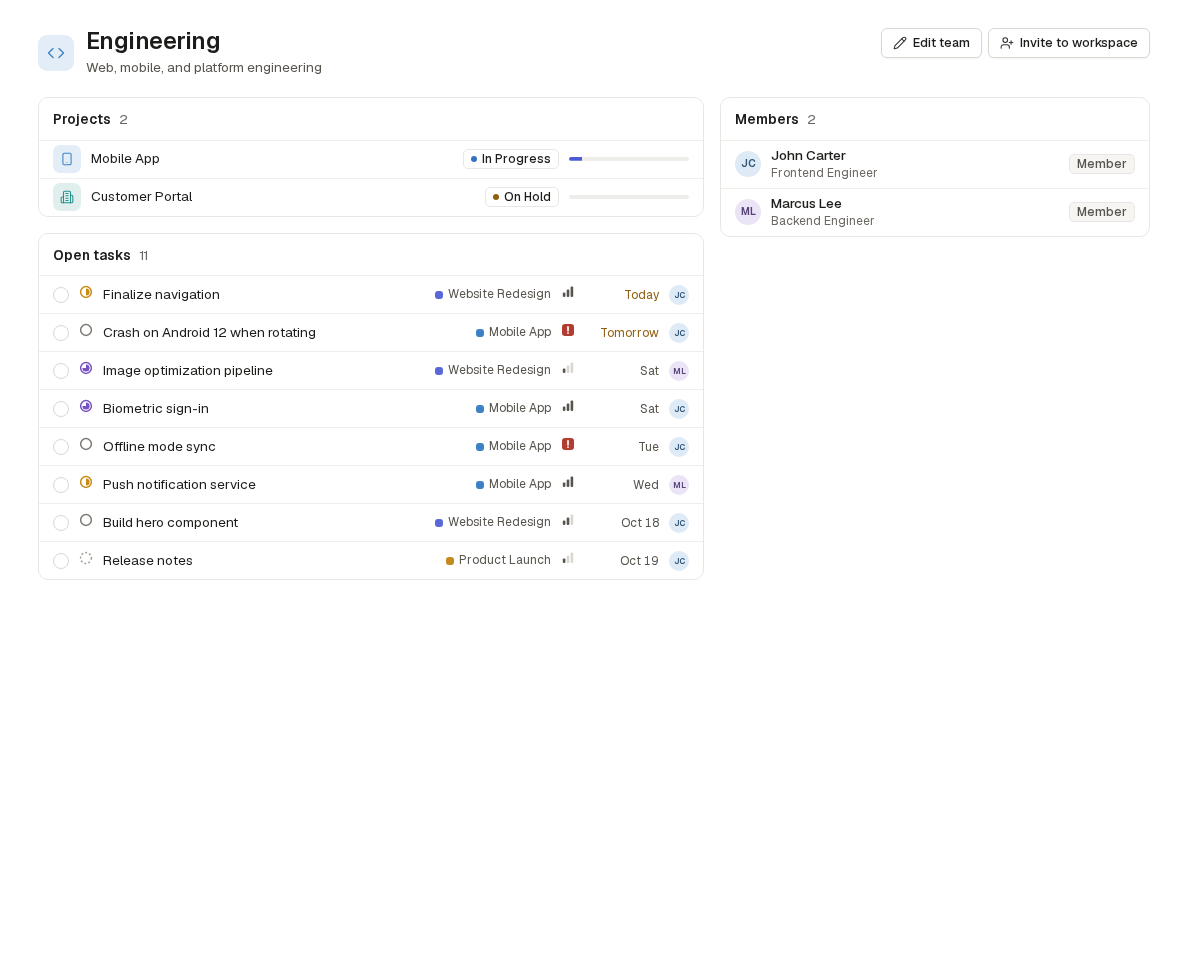 Engineering
Web, mobile, and platform engineering
Edit team
Invite to workspace
Projects 2
Mobile App In Progress
Customer Portal On Hold
Open tasks 11
Finalize navigation Website Redesign Today JC
Crash on Android 12 when rotating Mobile App ! Tomorrow JC
Image optimization pipeline Website Redesign Sat ML
Biometric sign-in Mobile App Sat JC
Offline mode sync Mobile App ! Tue JC
Push notification service Mobile App Wed ML
Build hero component Website Redesign Oct 18 JC
Release notes Product Launch Oct 19 JC
Members 2
JC John Carter Member
Frontend Engineer
ML Marcus Lee Member
Backend Engineer